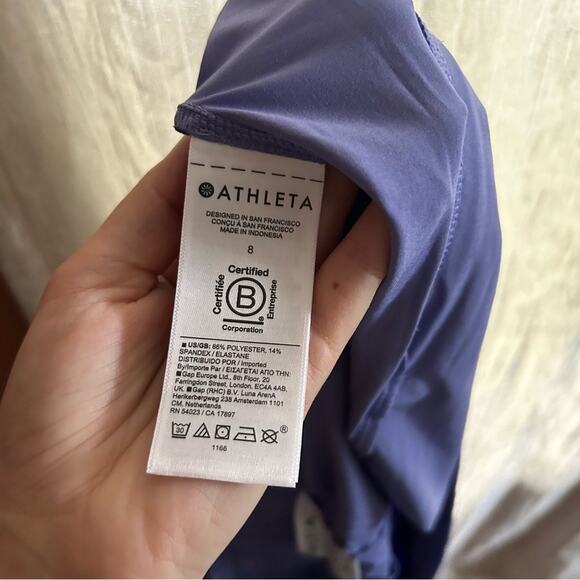 ATHLETA
DESIGNED IN SAN FRANCISCO
CONÇU À SAN FRANCISCO
MADE IN INDONESIA
8
Certified
Certifiée
B
®
Entreprise
Corporation
■ US/GB: 86% POLYESTER, 14%
SPANDEX / ELASTANE
DISTRIBUIDO POR / Imported
By/Importe Par / ΕΙΣΑΓΕΤΑΙ ΑΠΟ ΤΗΝ:
■ Gap Europe Ltd., 8th Floor, 20
Farringdon Street, London, EC4A 4AB,
UK. ■ Gap (RHC) B.V. Luna ArenA
Herikerbergweg 238 Amsterdam 1101
CM, Netherlands
RN 54023 / CA 17897
30
®
1166